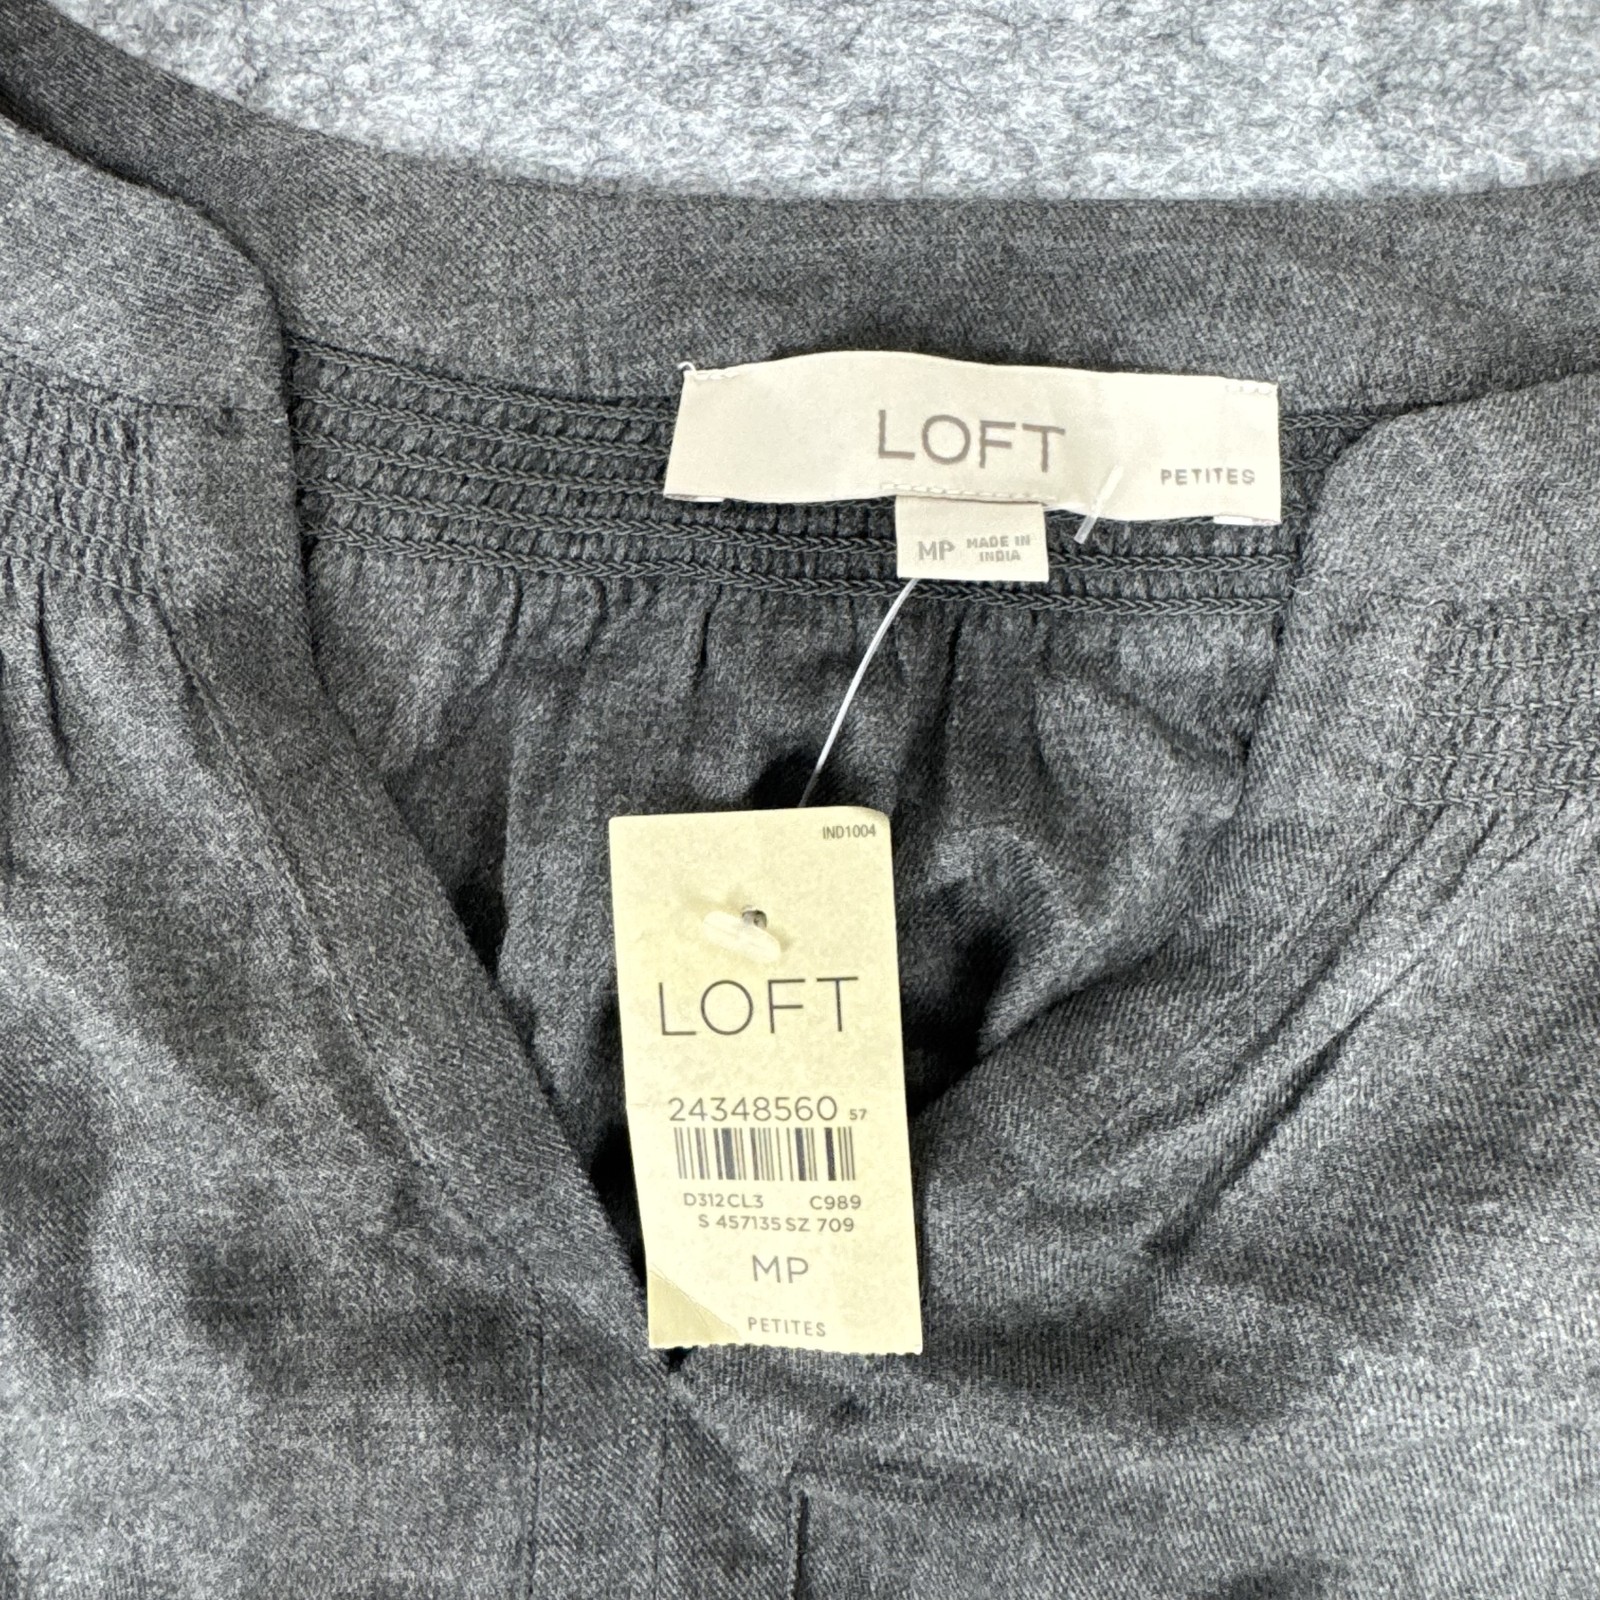 LOFT
PETITES
MP MADE IN
INDIA
IND1004
LOFT
24348560 57
D312CL3 C989
S 457135 SZ 709
MP
PETITES